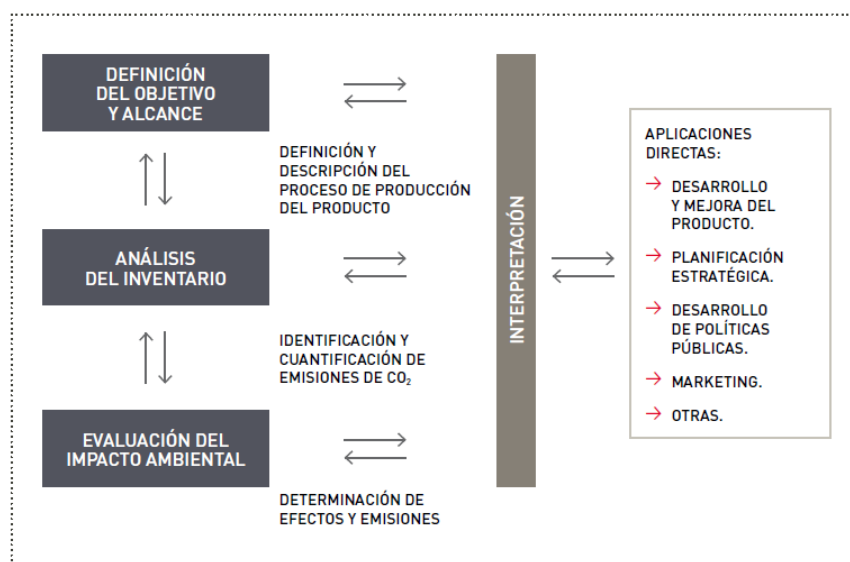 DEFINICIÓN
DEL OBJETIVO
Y ALCANCE
DEFINICIÓN Y
DESCRIPCIÓN DEL
PROCESO DE PRODUCCIÓN
DEL PRODUCTO
ANÁLISIS
DEL INVENTARIO
IDENTIFICACIÓN Y
CUANTIFICACIÓN DE
EMISIONES DE CO₂
EVALUACIÓN DEL
IMPACTO AMBIENTAL
DETERMINACIÓN DE
EFECTOS Y EMISIONES
INTERPRETACIÓN
APLICACIONES
DIRECTAS:
→ DESARROLLO
Y MEJORA DEL
PRODUCTO.
→ PLANIFICACIÓN
ESTRATÉGICA.
→ DESARROLLO
DE POLÍTICAS
PÚBLICAS.
→ MARKETING.
→ OTRAS.